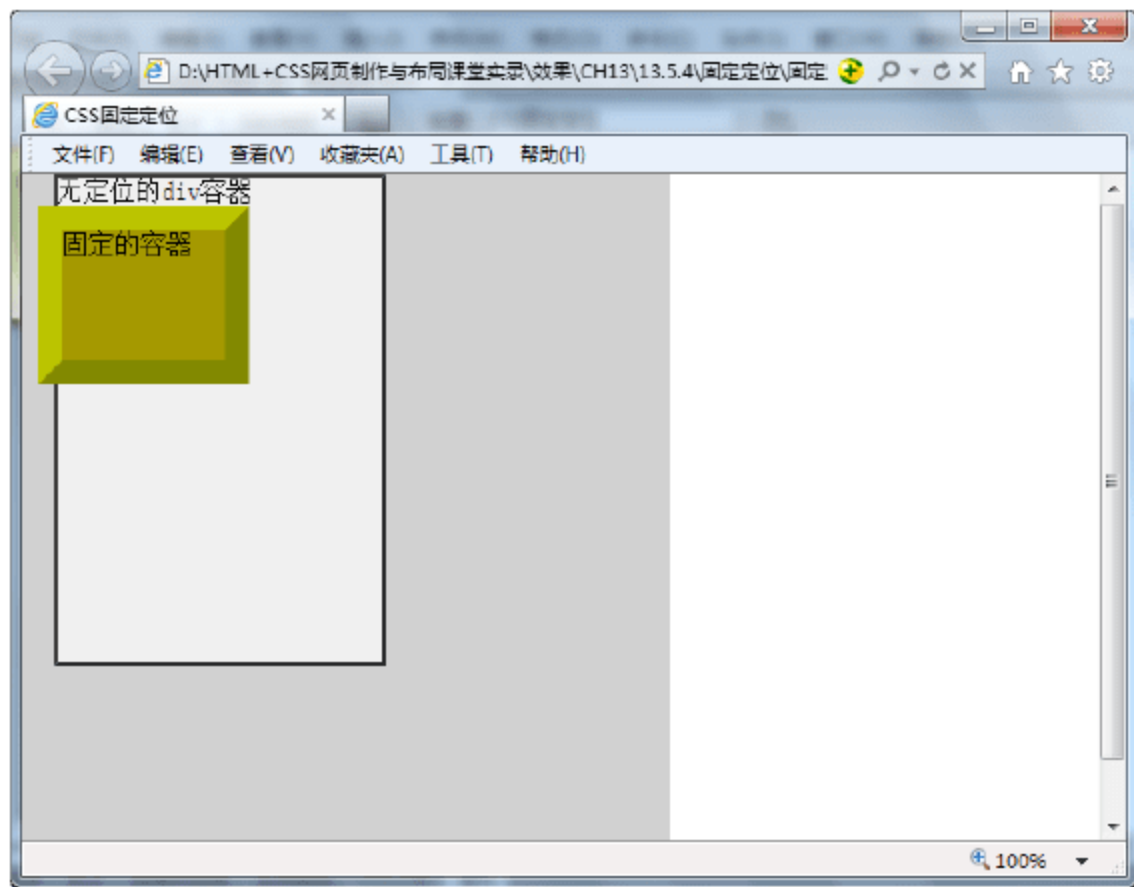 D:\HTML+CSS网页制作与布局课堂实录\效果\CH13\13.5.4\固定定位\固定
CSS固定定位
文件(F) 编辑(E) 查看(V) 收藏夹(A) 工具(T) 帮助(H)
无定位的div容器
固定的容器
100%